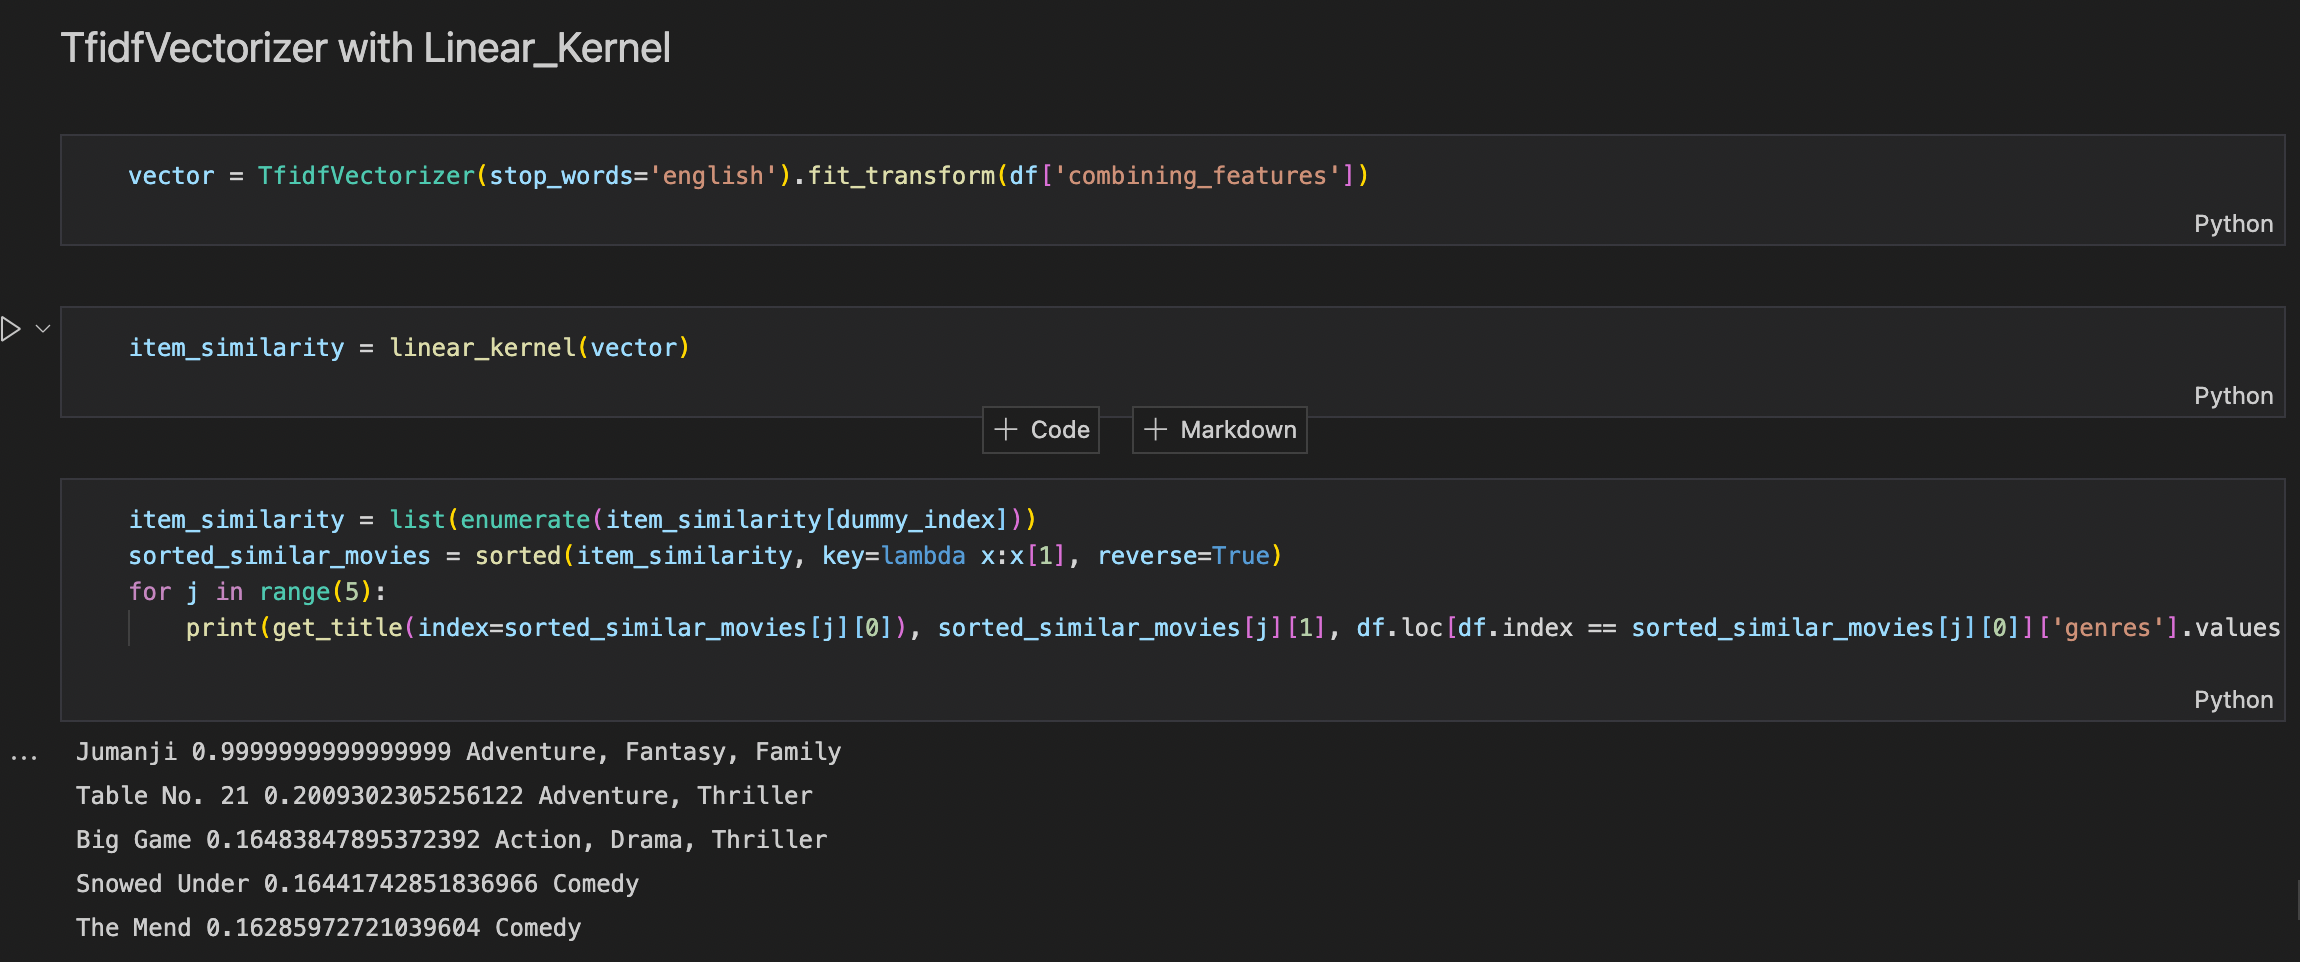 TfidfVectorizer with Linear_Kernel
vector = TfidfVectorizer(stop_words='english').fit_transform(df['combining_features'])
Python
item_similarity = linear_kernel(vector)
Python
+ Code + Markdown
item_similarity = list(enumerate(item_similarity[dummy_index]))
sorted_similar_movies = sorted(item_similarity, key=lambda x:x[1], reverse=True)
for j in range(5):
    print(get_title(index=sorted_similar_movies[j][0]), sorted_similar_movies[j][1], df.loc[df.index == sorted_similar_movies[j][0]]['genres'].values
Python
... Jumanji 0.9999999999999999 Adventure, Fantasy, Family
Table No. 21 0.2009302305256122 Adventure, Thriller
Big Game 0.16483847895372392 Action, Drama, Thriller
Snowed Under 0.16441742851836966 Comedy
The Mend 0.16285972721039604 Comedy